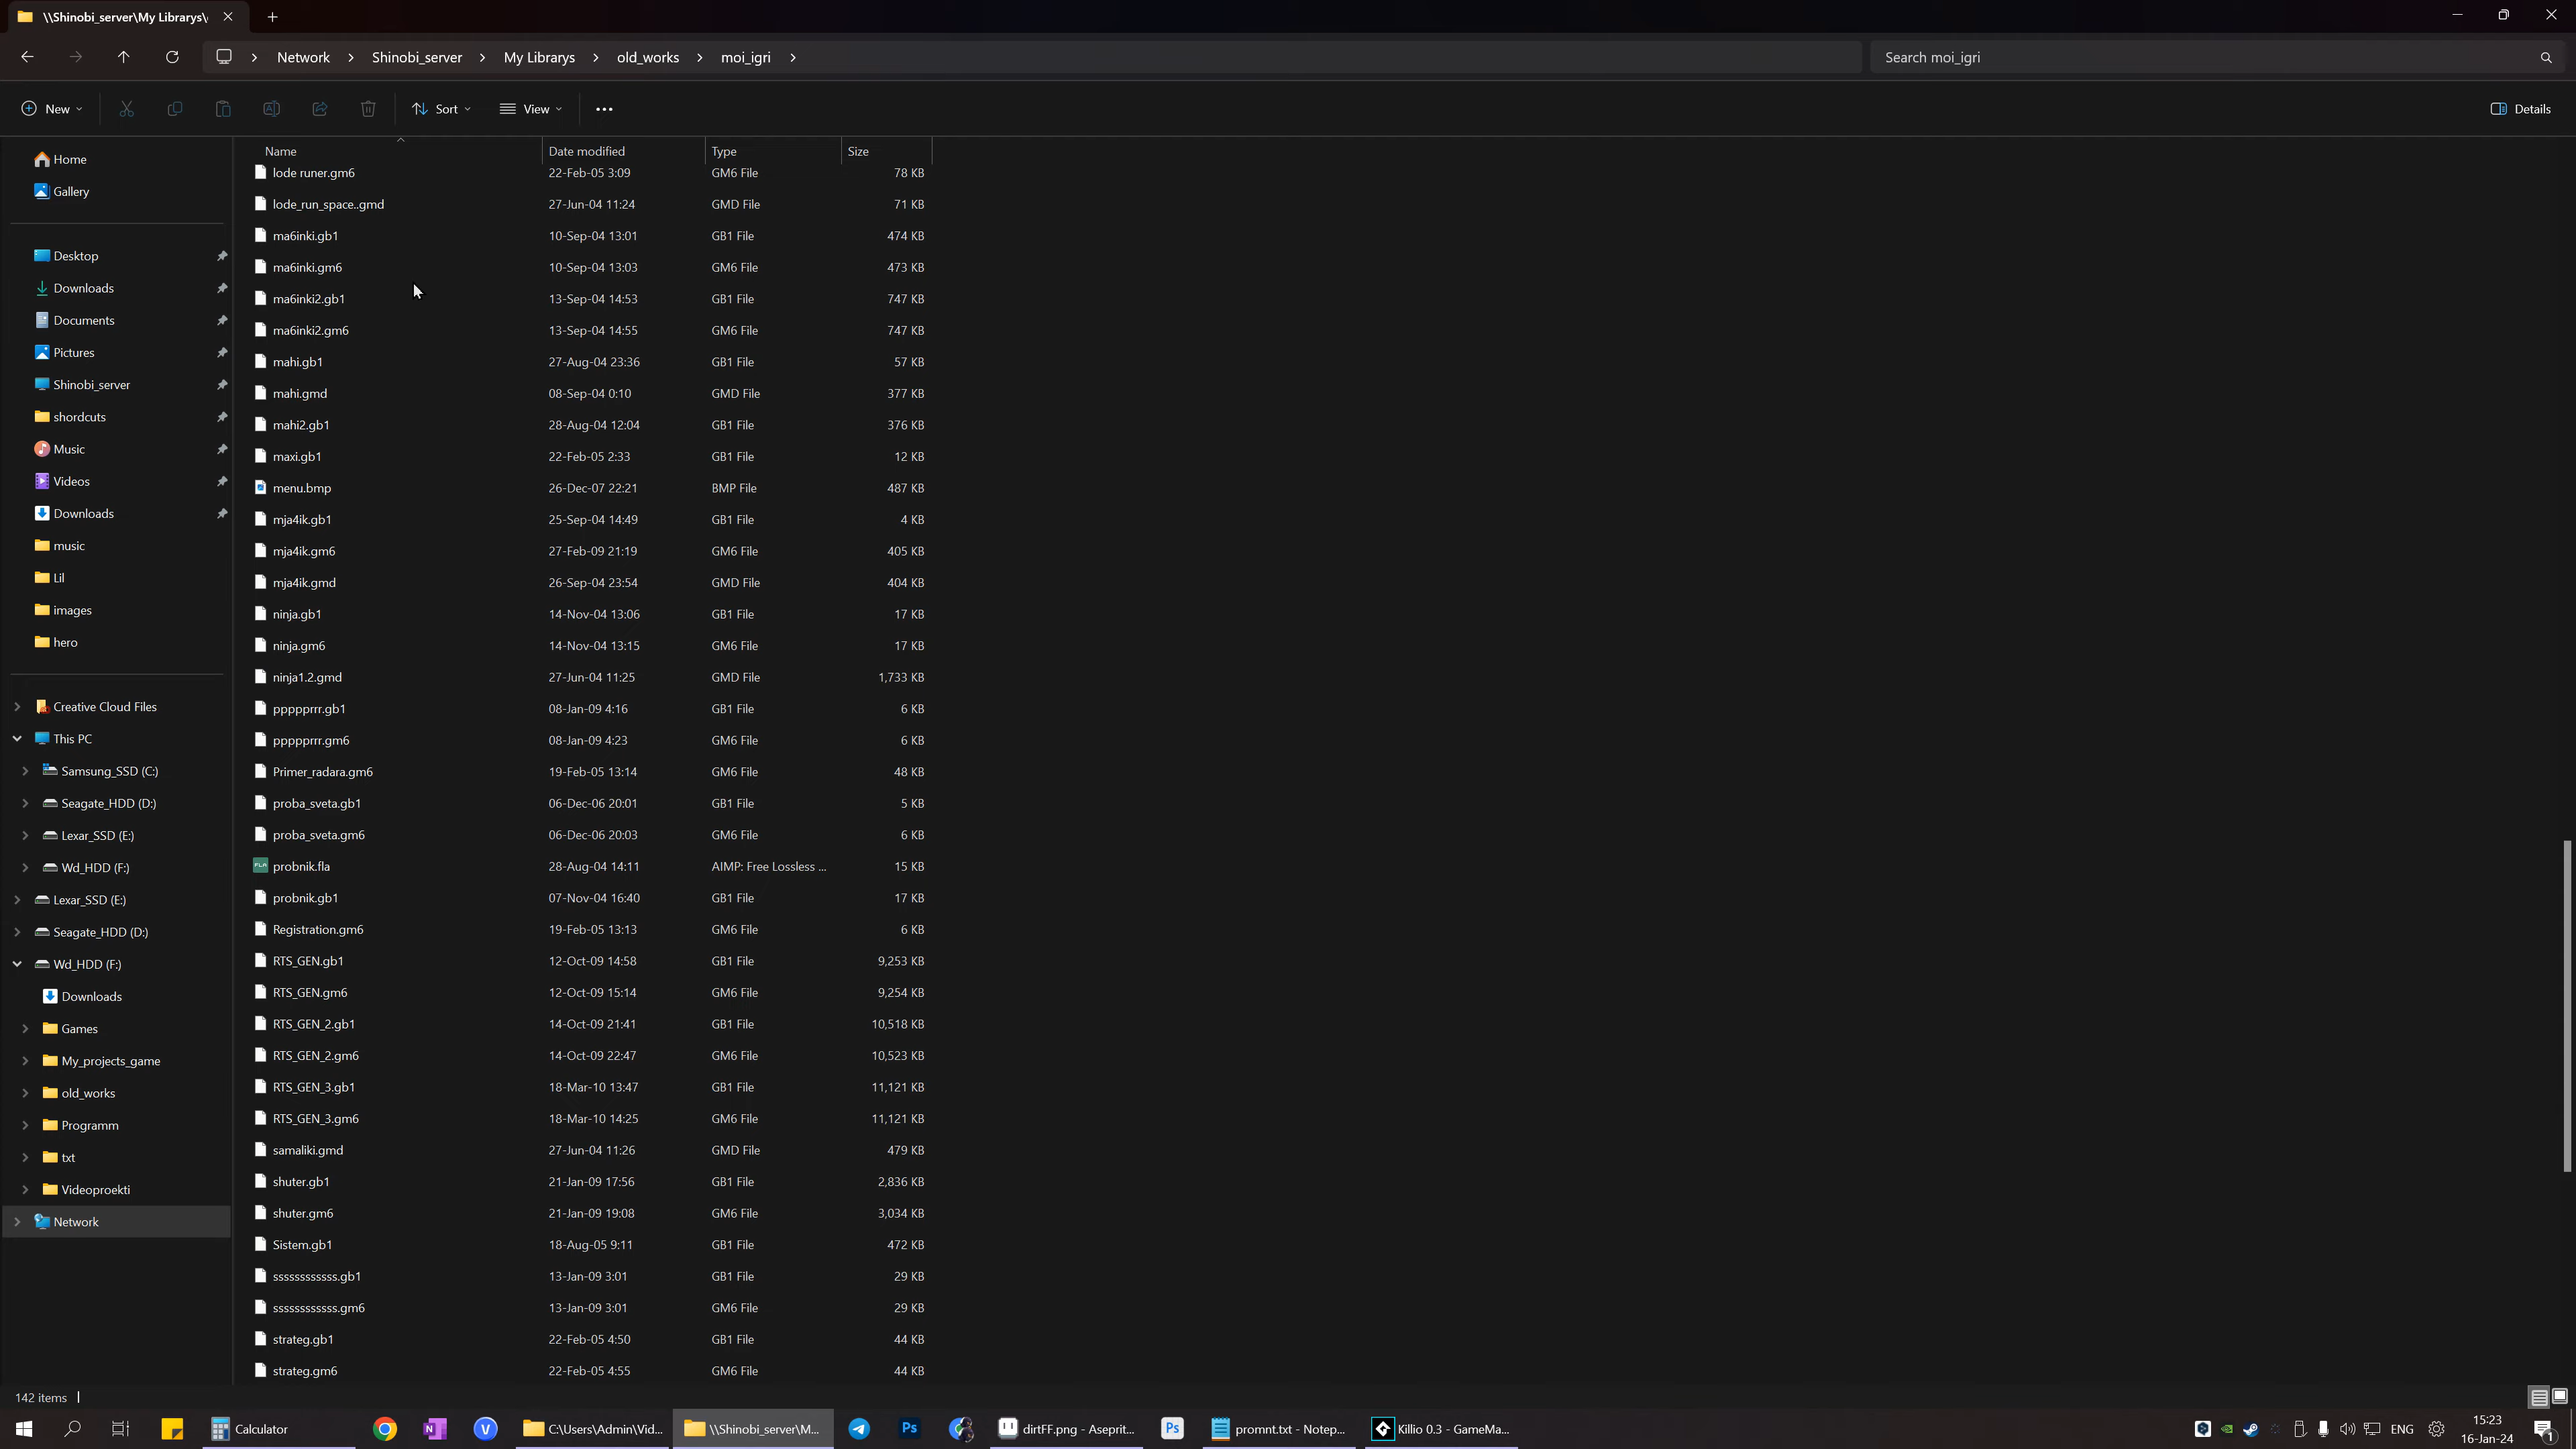 \\Shinobi_server\My Librarys\
Network
Shinobi_server
My Librarys
old_works
moi_igri
Search moi_igri
New
Sort
View
Details
Home
Gallery
Desktop
Downloads
Documents
Pictures
Shinobi_server
shordcuts
Music
Videos
Downloads
music
Lil
images
hero
Creative Cloud Files
This PC
Samsung_SSD (C:)
Seagate_HDD (D:)
Lexar_SSD (E:)
Wd_HDD (F:)
Lexar_SSD (E:)
Seagate_HDD (D:)
Wd_HDD (F:)
Downloads
Games
My_projects_game
old_works
Programm
txt
Videoproekti
Network
Name Date modified Type Size
lode runer.gm6 22-Feb-05 3:09 GM6 File 78 KB
lode_run_space..gmd 27-Jun-04 11:24 GMD File 71 KB
ma6inki.gb1 10-Sep-04 13:01 GB1 File 474 KB
ma6inki.gm6 10-Sep-04 13:03 GM6 File 473 KB
ma6inki2.gb1 13-Sep-04 14:53 GB1 File 747 KB
ma6inki2.gm6 13-Sep-04 14:55 GM6 File 747 KB
mahi.gb1 27-Aug-04 23:36 GB1 File 57 KB
mahi.gmd 08-Sep-04 0:10 GMD File 377 KB
mahi2.gb1 28-Aug-04 12:04 GB1 File 376 KB
maxi.gb1 22-Feb-05 2:33 GB1 File 12 KB
menu.bmp 26-Dec-07 22:21 BMP File 487 KB
mja4ik.gb1 25-Sep-04 14:49 GB1 File 4 KB
mja4ik.gm6 27-Feb-09 21:19 GM6 File 405 KB
mja4ik.gmd 26-Sep-04 23:54 GMD File 404 KB
ninja.gb1 14-Nov-04 13:06 GB1 File 17 KB
ninja.gm6 14-Nov-04 13:15 GM6 File 17 KB
ninja1.2.gmd 27-Jun-04 11:25 GMD File 1,733 KB
ppppprrr.gb1 08-Jan-09 4:16 GB1 File 6 KB
ppppprrr.gm6 08-Jan-09 4:23 GM6 File 6 KB
Primer_radara.gm6 19-Feb-05 13:14 GM6 File 48 KB
proba_sveta.gb1 06-Dec-06 20:01 GB1 File 5 KB
proba_sveta.gm6 06-Dec-06 20:03 GM6 File 6 KB
probnik.fla 28-Aug-04 14:11 AIMP: Free Lossless ... 15 KB
probnik.gb1 07-Nov-04 16:40 GB1 File 17 KB
Registration.gm6 19-Feb-05 13:13 GM6 File 6 KB
RTS_GEN.gb1 12-Oct-09 14:58 GB1 File 9,253 KB
RTS_GEN.gm6 12-Oct-09 15:14 GM6 File 9,254 KB
RTS_GEN_2.gb1 14-Oct-09 21:41 GB1 File 10,518 KB
RTS_GEN_2.gm6 14-Oct-09 22:47 GM6 File 10,523 KB
RTS_GEN_3.gb1 18-Mar-10 13:47 GB1 File 11,121 KB
RTS_GEN_3.gm6 18-Mar-10 14:25 GM6 File 11,121 KB
samaliki.gmd 27-Jun-04 11:26 GMD File 479 KB
shuter.gb1 21-Jan-09 17:56 GB1 File 2,836 KB
shuter.gm6 21-Jan-09 19:08 GM6 File 3,034 KB
Sistem.gb1 18-Aug-05 9:11 GB1 File 472 KB
ssssssssssss.gb1 13-Jan-09 3:01 GB1 File 29 KB
ssssssssssss.gm6 13-Jan-09 3:01 GM6 File 29 KB
strateg.gb1 22-Feb-05 4:50 GB1 File 44 KB
strateg.gm6 22-Feb-05 4:55 GM6 File 44 KB
142 items
Calculator
C:\Users\Admin\Vid...
\\Shinobi_server\M...
Ps
dirtFF.png - Aseprit...
Ps
promnt.txt - Notep...
Killio 0.3 - GameMa...
ENG
15:23
16-Jan-24
1